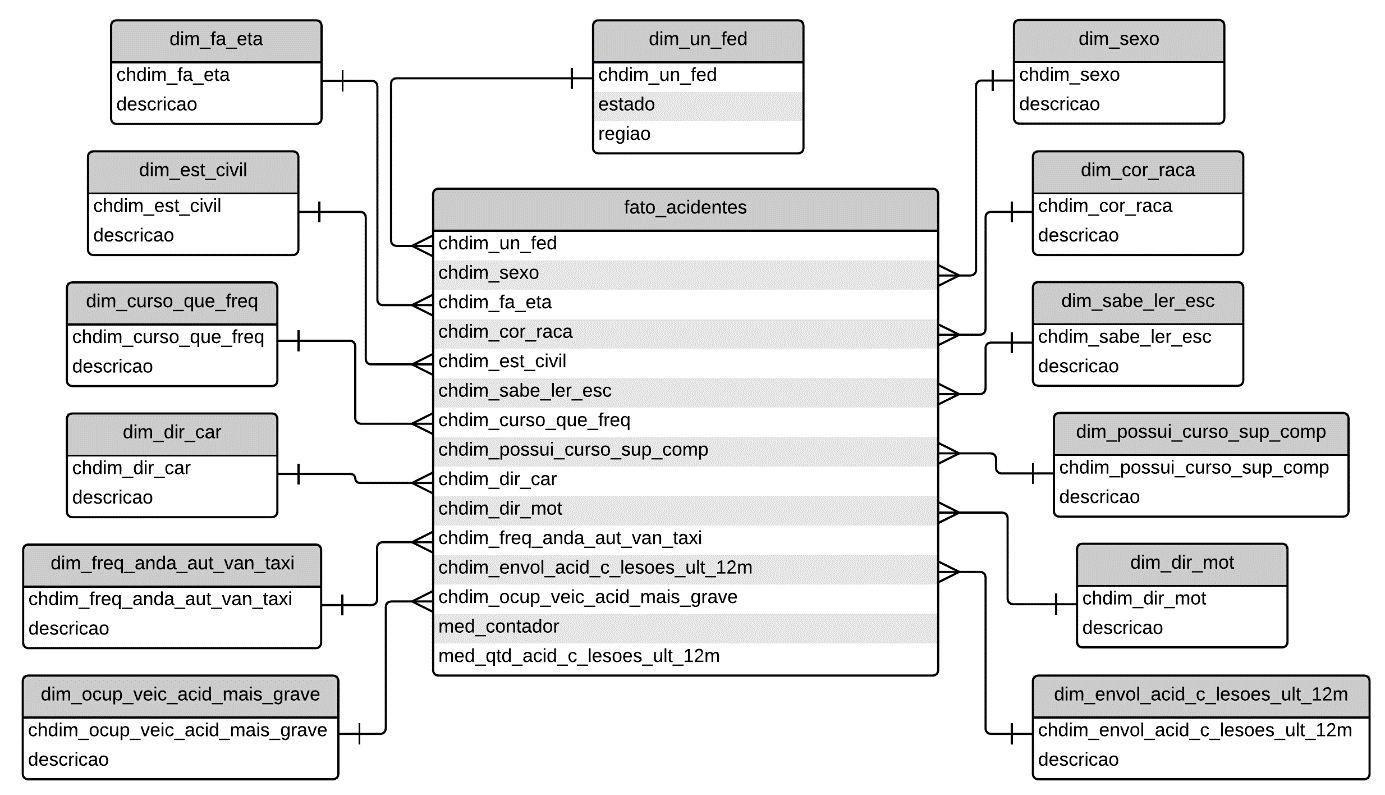 dim_fa_eta
chdim_fa_eta
descricao
dim_un_fed
chdim_un_fed
estado
regiao
dim_sexo
chdim_sexo
descricao
dim_est_civil
chdim_est_civil
descricao
dim_cor_raca
chdim_cor_raca
descricao
dim_curso_que_freq
chdim_curso_que_freq
descricao
fato_acidentes
chdim_un_fed
chdim_sexo
chdim_fa_eta
chdim_cor_raca
chdim_est_civil
chdim_sabe_ler_esc
chdim_curso_que_freq
chdim_possui_curso_sup_comp
chdim_dir_car
chdim_dir_mot
chdim_freq_anda_aut_van_taxi
chdim_envol_acid_c_lesoes_ult_12m
chdim_ocup_veic_acid_mais_grave
med_contador
med_qtd_acid_c_lesoes_ult_12m
dim_sabe_ler_esc
chdim_sabe_ler_esc
descricao
dim_dir_car
chdim_dir_car
descricao
dim_possui_curso_sup_comp
chdim_possui_curso_sup_comp
descricao
dim_freq_anda_aut_van_taxi
chdim_freq_anda_aut_van_taxi
descricao
dim_dir_mot
chdim_dir_mot
descricao
dim_ocup_veic_acid_mais_grave
chdim_ocup_veic_acid_mais_grave
descricao
dim_envol_acid_c_lesoes_ult_12m
chdim_envol_acid_c_lesoes_ult_12m
descricao